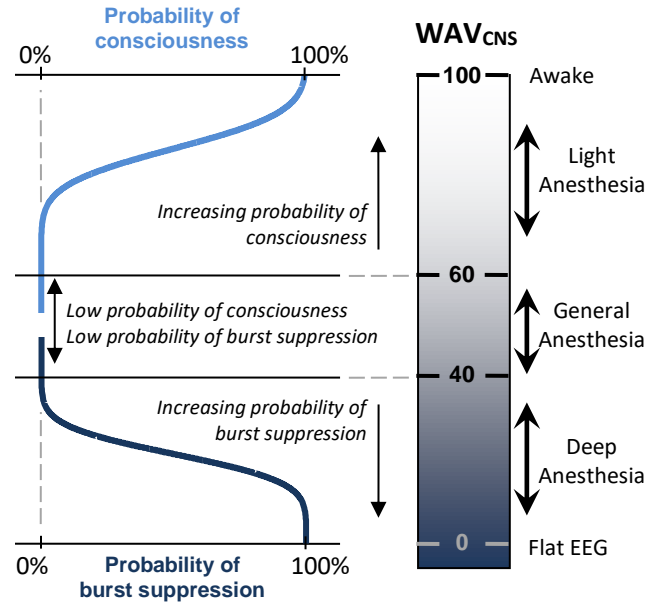 Probability of
consciousness
0%
100%
WAVCNS
100
Awake
Light
Anesthesia
Increasing probability of
consciousness
60
Low probability of consciousness
Low probability of burst suppression
General
Anesthesia
40
Increasing probability of
burst suppression
Deep
Anesthesia
0
Flat EEG
0%
Probability of
burst suppression
100%